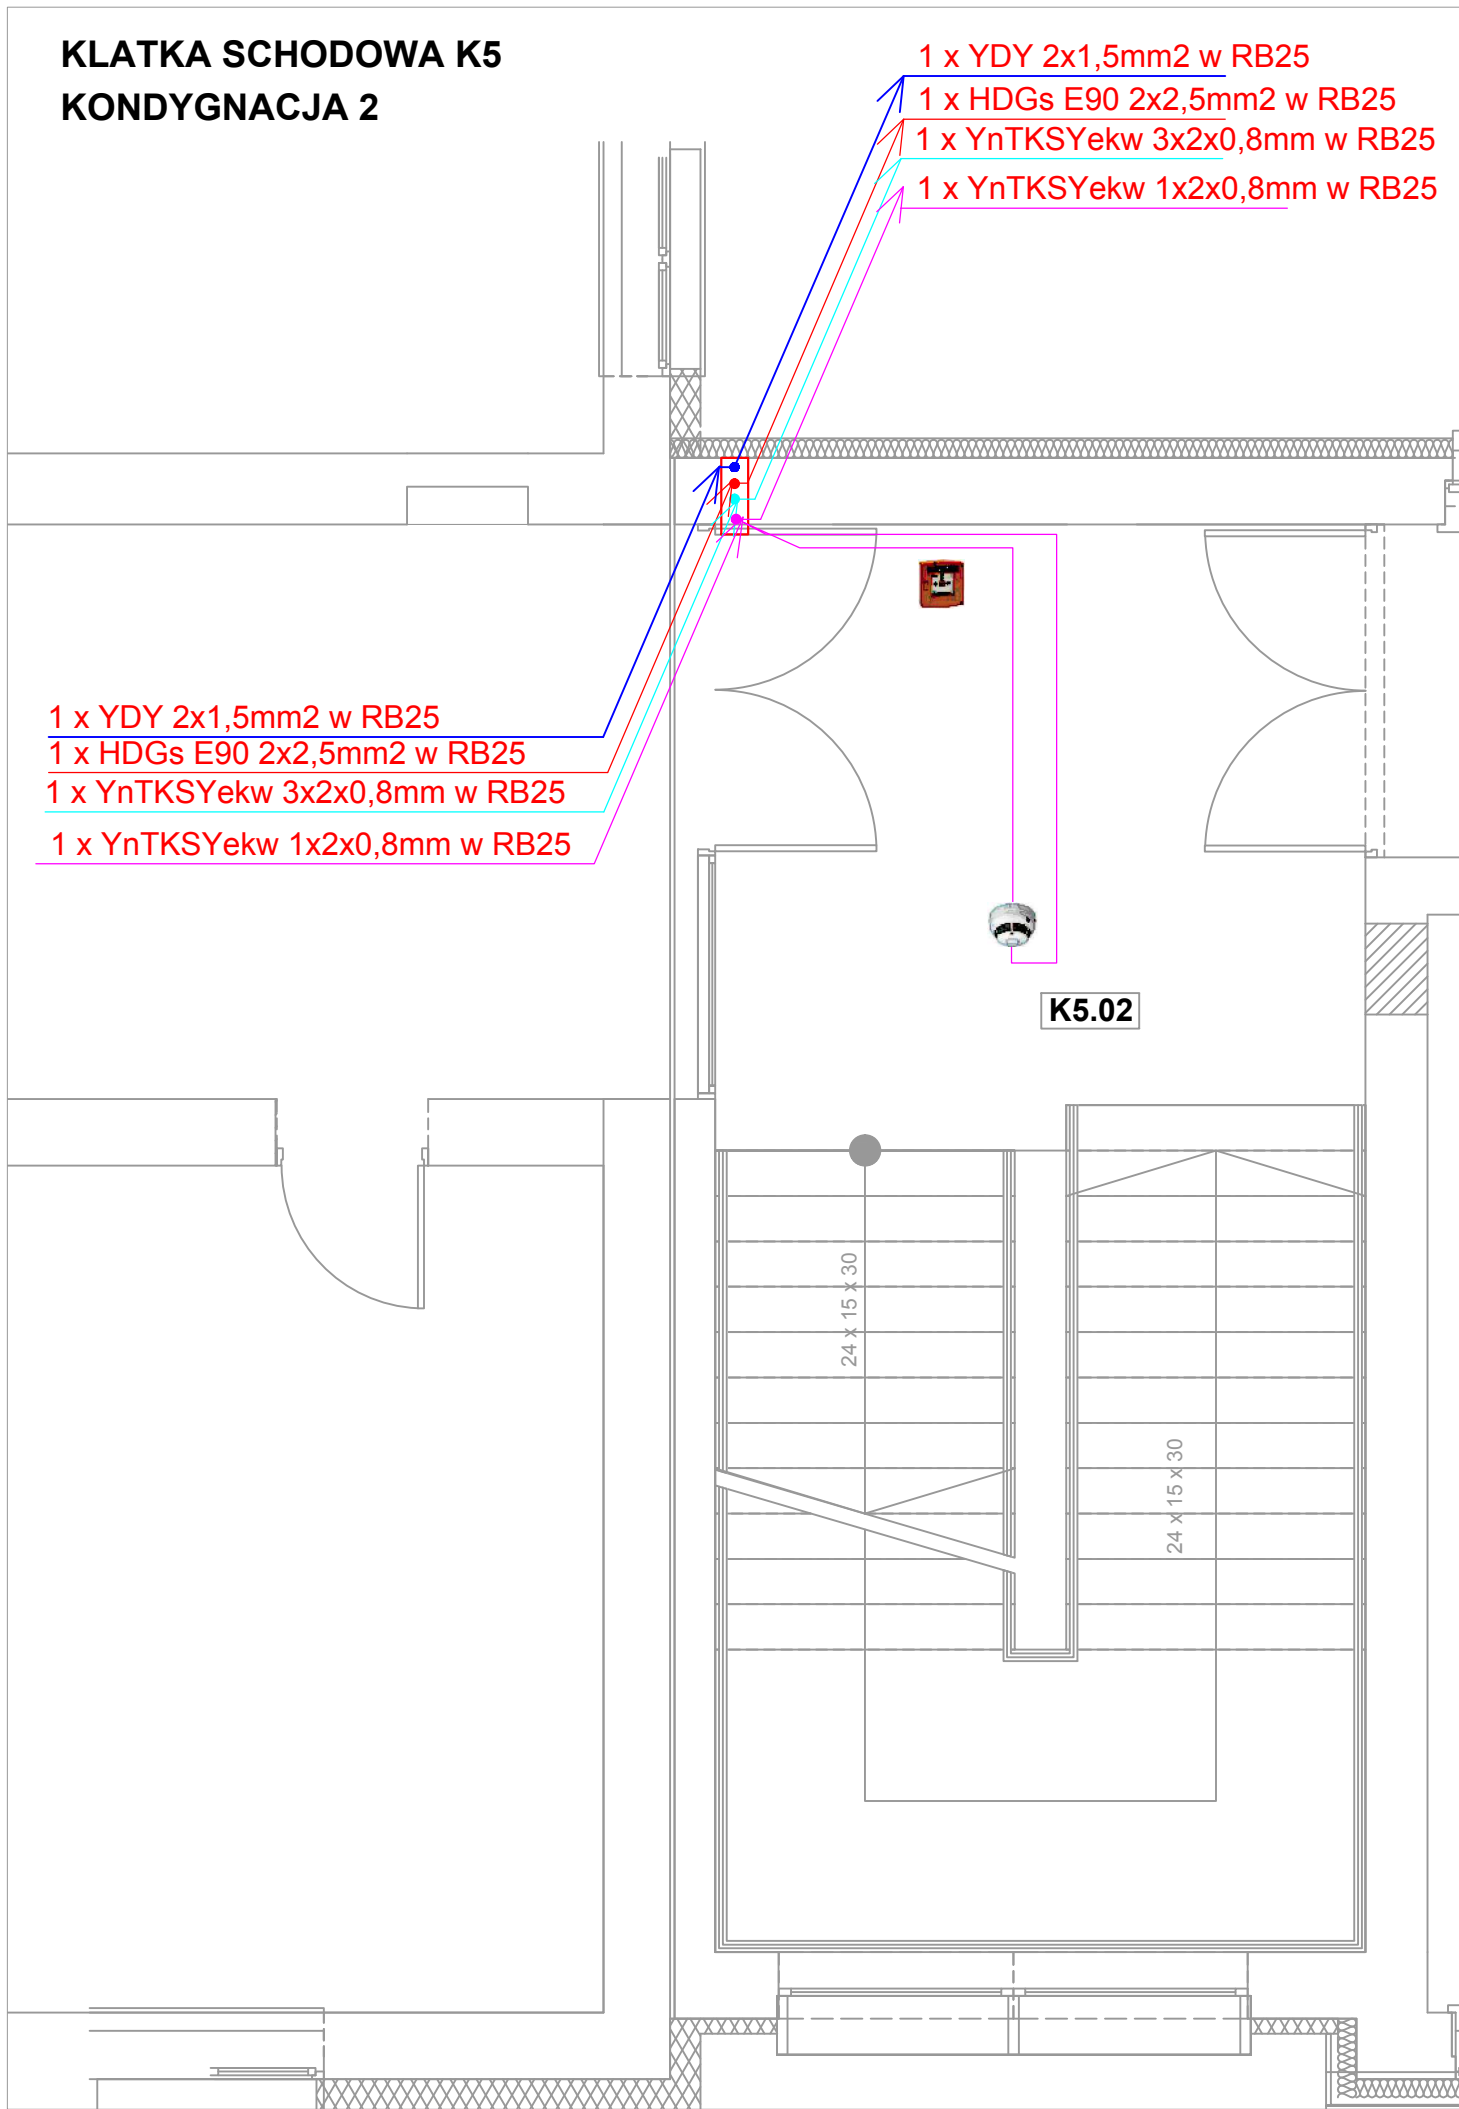 KLATKA SCHODOWA K5
KONDYGNACJA 2
1 x YDY 2x1,5mm2 w RB25
1 x HDGs E90 2x2,5mm2 w RB25
1 x YnTKSYekw 3x2x0,8mm w RB25
1 x YnTKSYekw 1x2x0,8mm w RB25
1 x YDY 2x1,5mm2 w RB25
1 x HDGs E90 2x2,5mm2 w RB25
1 x YnTKSYekw 3x2x0,8mm w RB25
1 x YnTKSYekw 1x2x0,8mm w RB25
K5.02
24 x 15 x 30
24 x 15 x 30